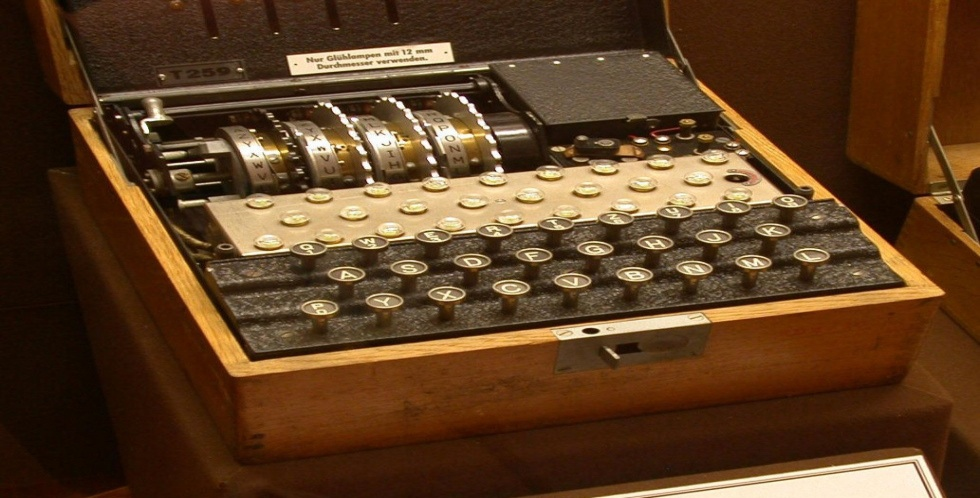 Nur Glühlampen mit 12 mm
Durchmesser verwenden.
T259
Y X W V
Y X W V U
L K
I H
P O N M
Q W E R T Z U I O
A S D F G H J K
P Y X C V B N M L